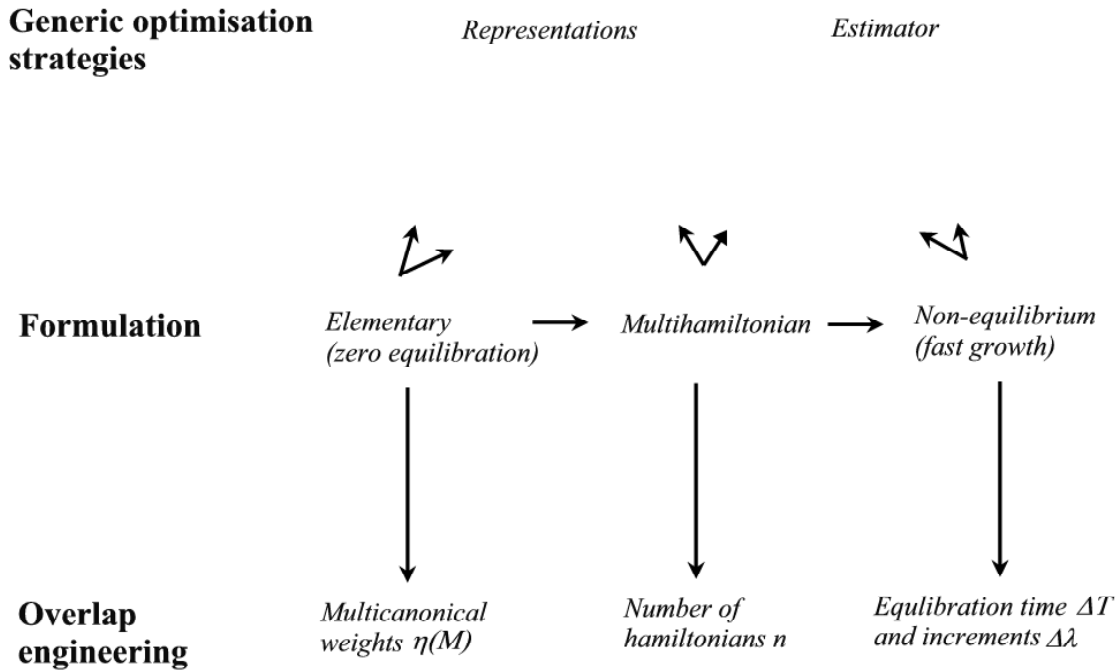 Generic optimisation
strategies
Representations
Estimator
Formulation
Elementary
(zero equilibration)
Multihamiltonian
Non-equilibrium
(fast growth)
Overlap
engineering
Multicanonical
weights η(M)
Number of
hamiltonians n
Equlibration time ΔT
and increments Δλ